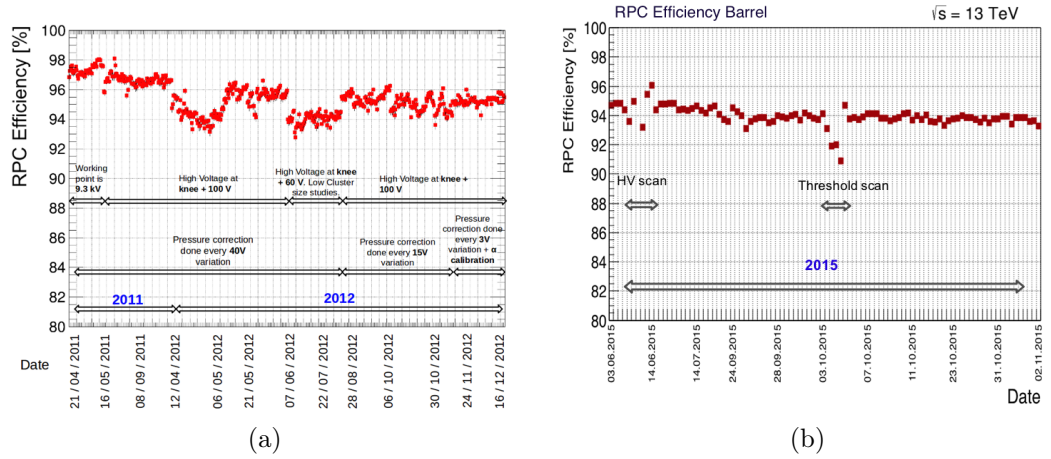 RPC Efficiency [%]
100
98
96
94
92
90
88
86
84
82
80
Working
point is
9.3 kV
High Voltage at
knee + 100 V
High Voltage at knee
+ 60 V. Low Cluster
size studies.
High Voltage at knee +
100 V
Pressure correction
done every 40V
variation
Pressure correction
done every 15V
variation
Pressure
correction done
every 3V
variation + α
calibration
2011
2012
Date
21 / 04 / 2011
16 / 05 / 2011
08 / 09 / 2011
12 / 04 / 2012
06 / 05 / 2012
21 / 05 / 2012
07 / 06 / 2012
22 / 07 / 2012
26 / 08 / 2012
06 / 10 / 2012
30 / 10 / 2012
24 / 11 / 2012
16 / 12 / 2012
(a)
RPC Efficiency Barrel
√s = 13 TeV
RPC Efficiency [%]
100
98
96
94
92
90
88
86
84
82
80
HV scan
Threshold scan
2015
03.06.2015
14.06.2015
14.07.2015
24.09.2015
28.09.2015
03.10.2015
07.10.2015
11.10.2015
23.10.2015
31.10.2015
02.11.2015
Date
(b)